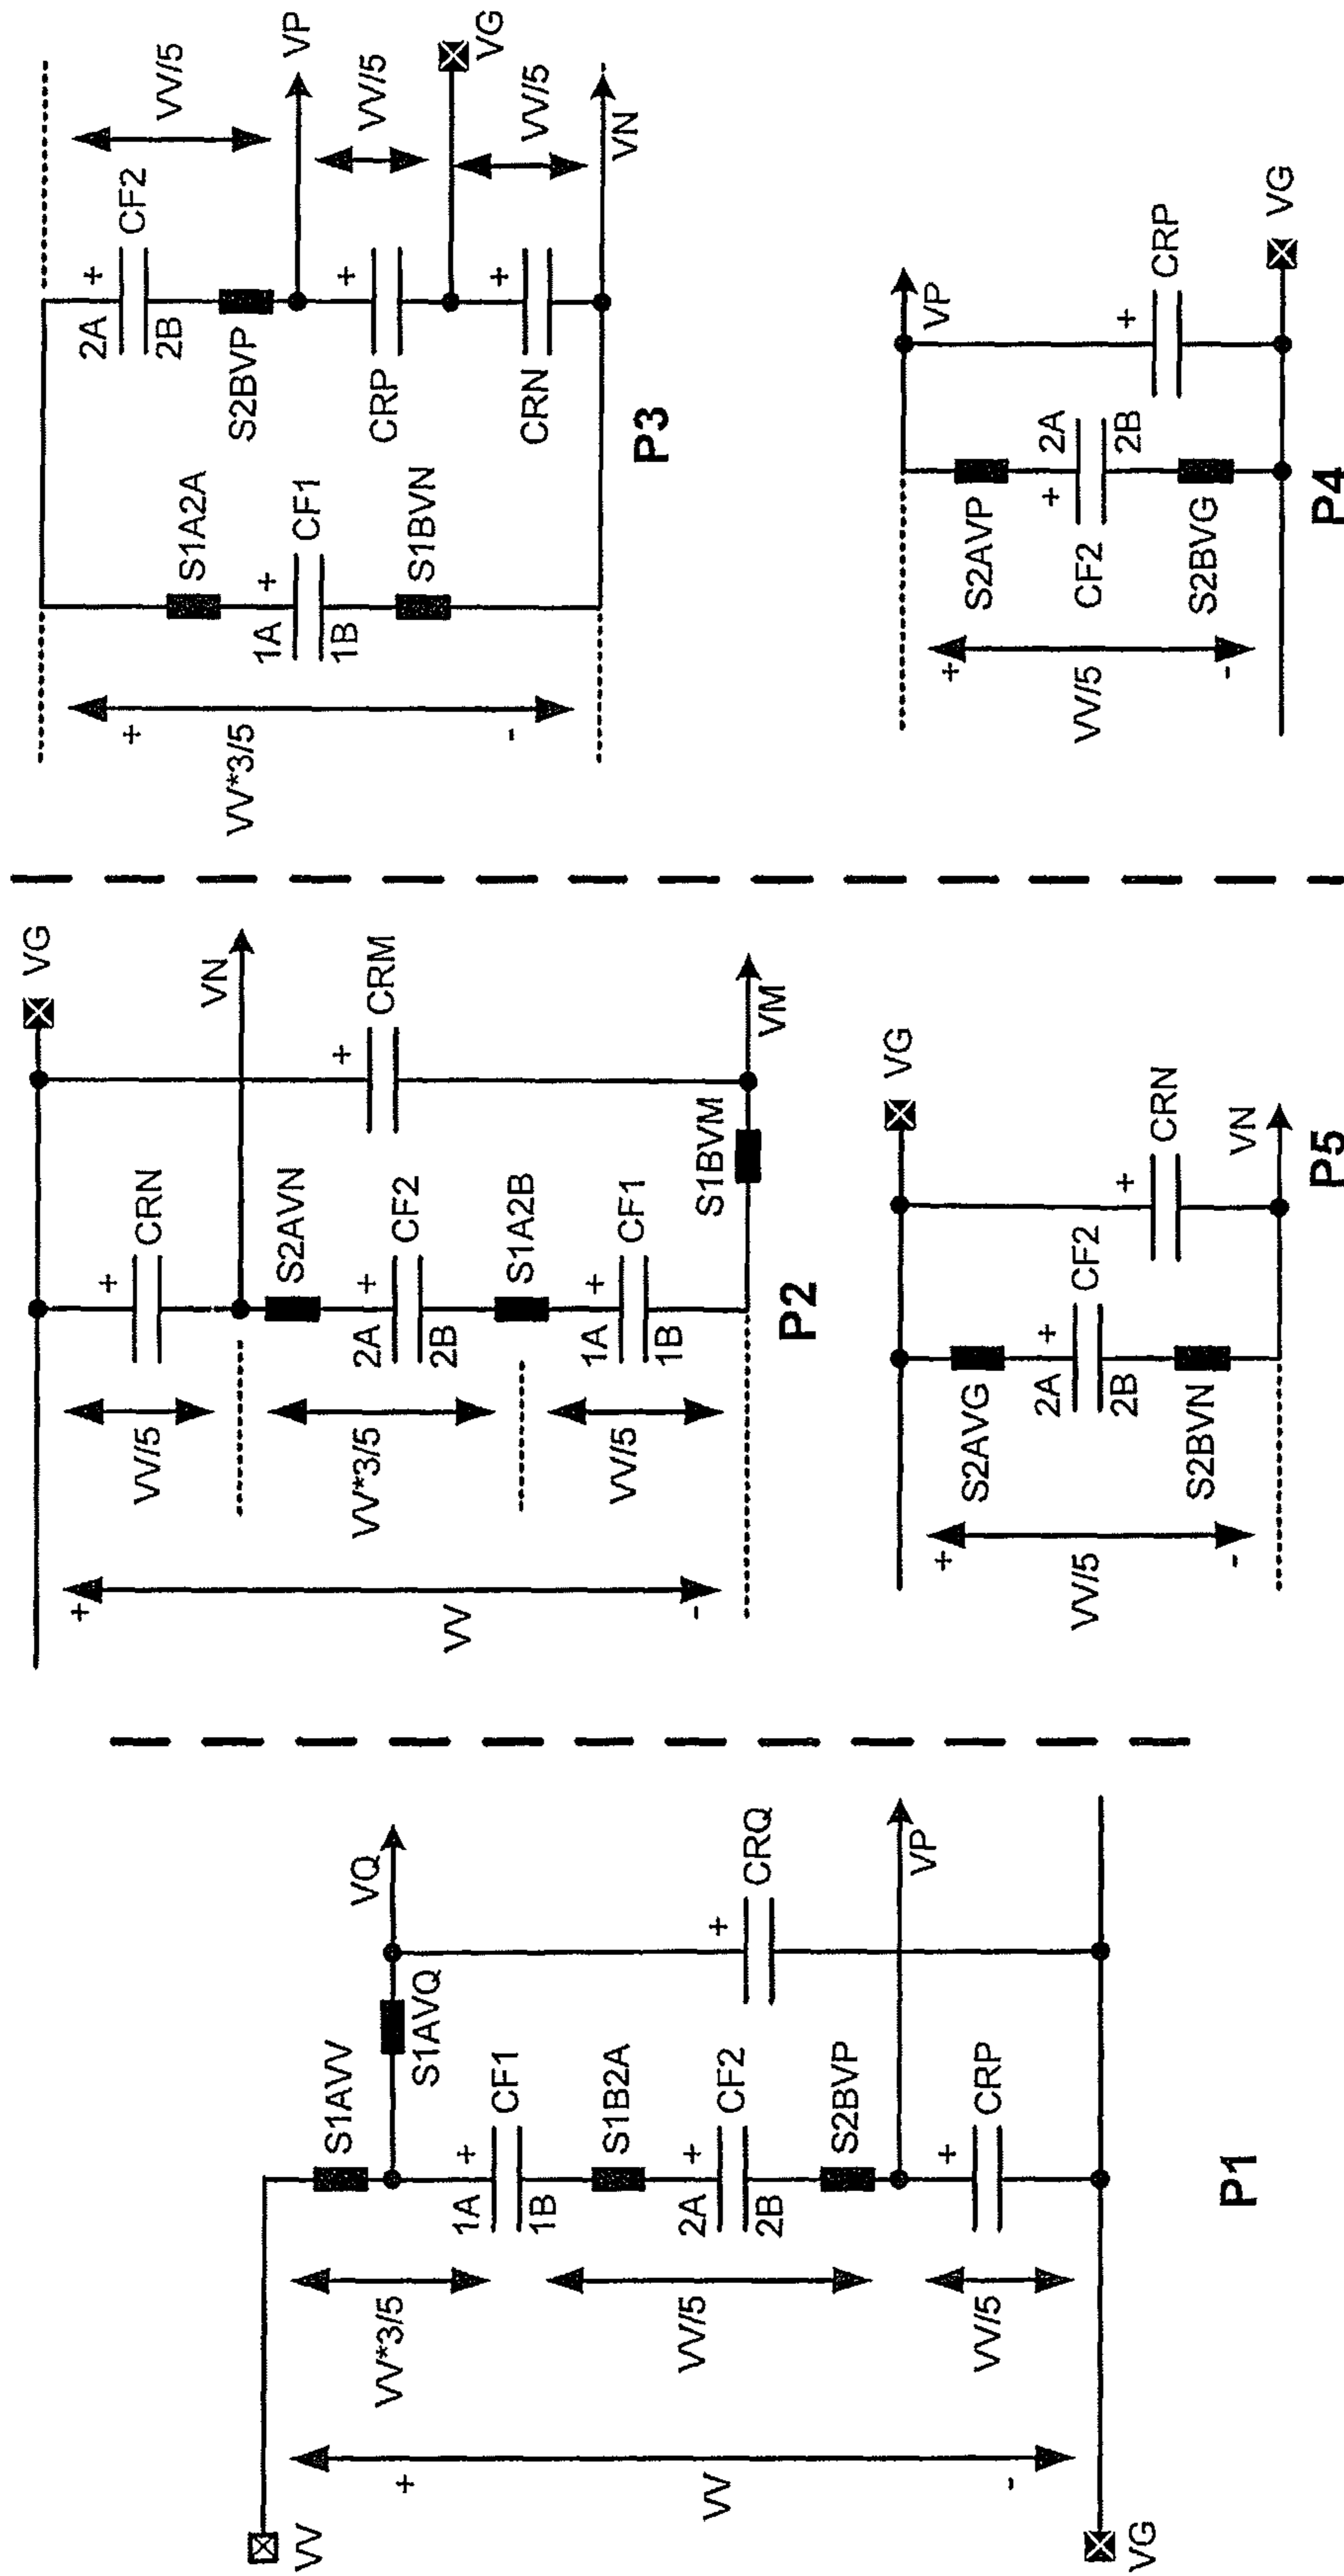 VV
VG
VV
+
-
VV*3/5
VV/5
VV/5
S1AVV
S1AVQ
VQ
1A
+
CF1
1B
S1B2A
2A
+
CF2
2B
S2BVP
VP
+
CRP
+
CRQ
P1
VG
VV
+
-
VV/5
VV*3/5
VV/5
+
CRN
VN
S2AVN
2A
+
CF2
2B
S1A2B
1A
+
CF1
1B
S1BVM
VM
+
CRM
P2
VV*3/5
+
-
S1A2A
1A
+
CF1
1B
S1BVN
2A
+
CF2
2B
S2BVP
VV/5
VP
+
CRP
VV/5
VG
+
CRN
VV/5
VN
P3
VV/5
+
-
S2AVP
+
2A
CF2
2B
S2BVG
VP
+
CRP
VG
P4
VV/5
+
-
S2AVG
2A
+
CF2
2B
S2BVN
VG
+
CRN
VN
P5